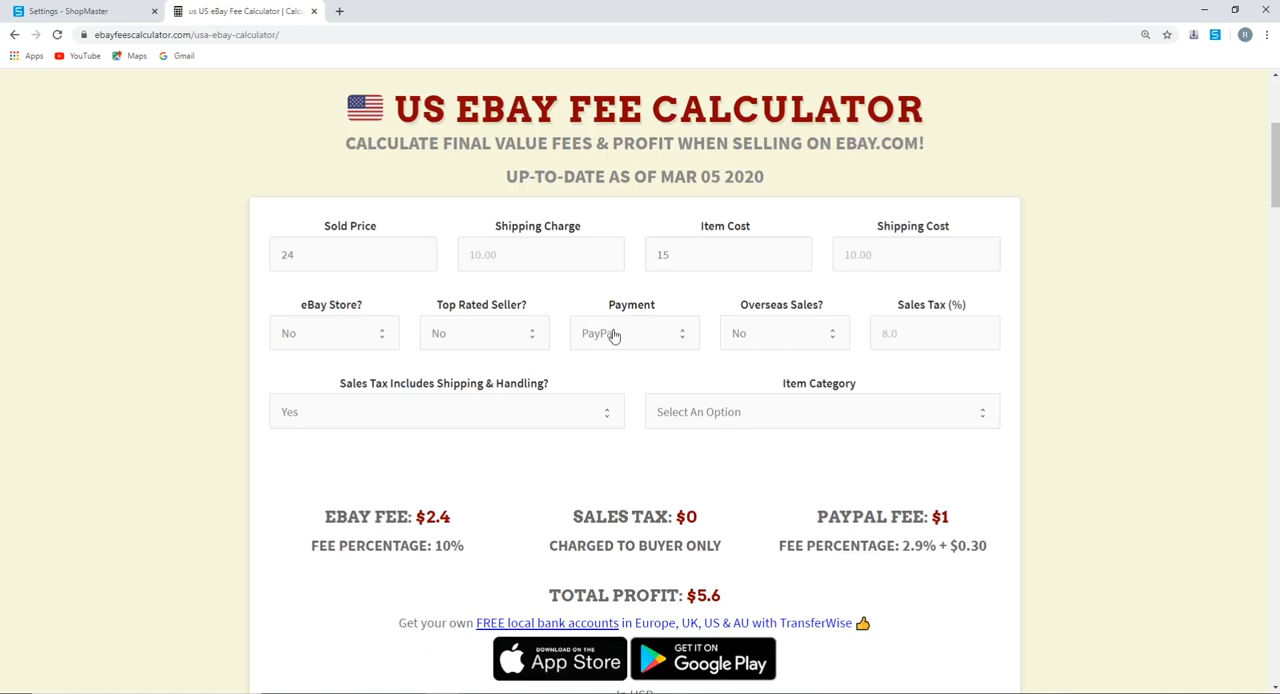 Settings - ShopMaster
us US eBay Fee Calculator | Calcu
ebayfeescalculator.com/usa-ebay-calculator/
Apps YouTube Maps Gmail
US EBAY FEE CALCULATOR
CALCULATE FINAL VALUE FEES & PROFIT WHEN SELLING ON EBAY.COM!
UP-TO-DATE AS OF MAR 05 2020
Sold Price Shipping Charge Item Cost Shipping Cost
24 10.00 15 10.00
eBay Store? Top Rated Seller? Payment Overseas Sales? Sales Tax (%)
No No PayPal No 8.0
Sales Tax Includes Shipping & Handling? Item Category
Yes Select An Option
EBAY FEE: $2.4 SALES TAX: $0 PAYPAL FEE: $1
FEE PERCENTAGE: 10% CHARGED TO BUYER ONLY FEE PERCENTAGE: 2.9% + $0.30
TOTAL PROFIT: $5.6
Get your own FREE local bank accounts in Europe, UK, US & AU with TransferWise
Download on the App Store GET IT ON Google Play
In USD